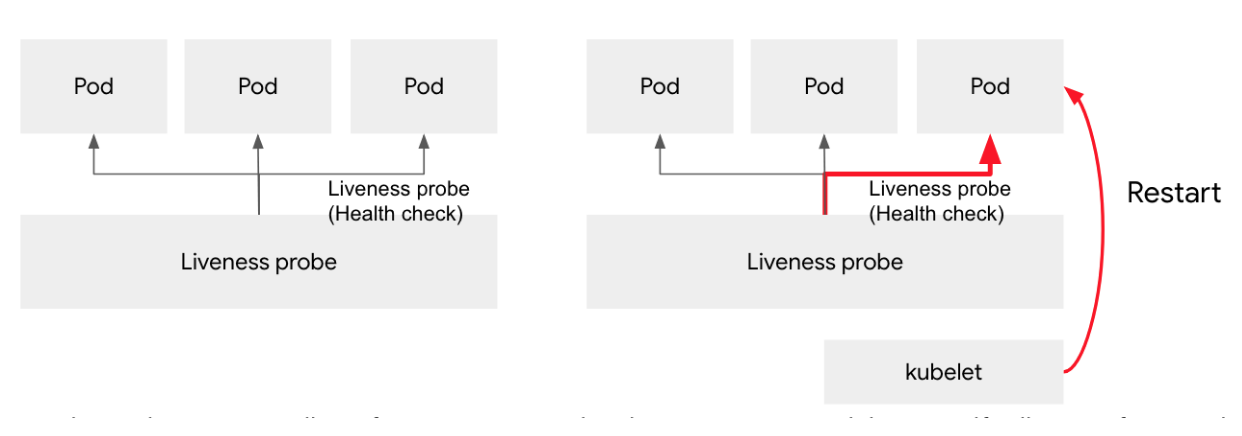 Pod
Pod
Pod
Liveness probe
(Health check)
Liveness probe
Pod
Pod
Pod
Liveness probe
(Health check)
Restart
Liveness probe
kubelet